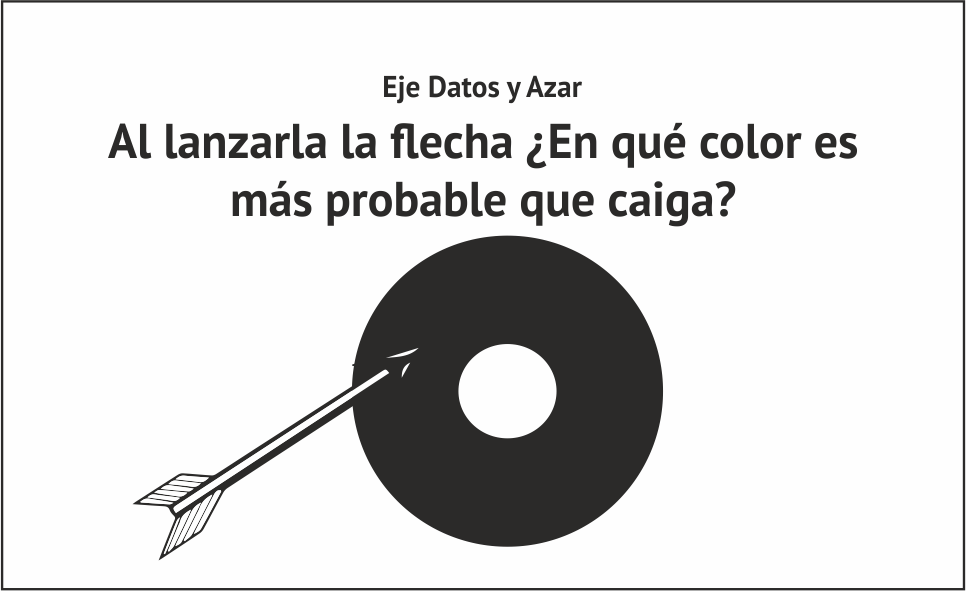 Eje Datos y Azar
Al lanzarla la flecha ¿En qué color es
más probable que caiga?